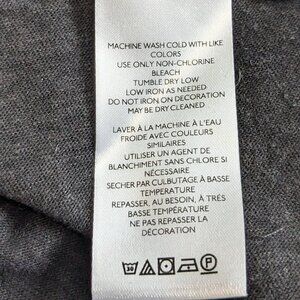 MACHINE WASH COLD WITH LIKE
COLORS
USE ONLY NON-CHLORINE
BLEACH
TUMBLE DRY LOW
LOW IRON AS NEEDED
DO NOT IRON ON DECORATION
MAY BE DRY CLEANED
LAVER À LA MACHINE À L'EAU
FROIDE AVEC COULEURS
SIMILAIRES
UTILISER UN AGENT DE
BLANCHIMENT SANS CHLORE SI
NÉCESSAIRE
SECHER PAR CULBUTAGE À BASSE
TEMPERATURE
REPASSER, AU BESOIN, À TRÈS
BASSE TEMPÉRATURE
NE PAS REPASSER LA
DÉCORATION
30 P